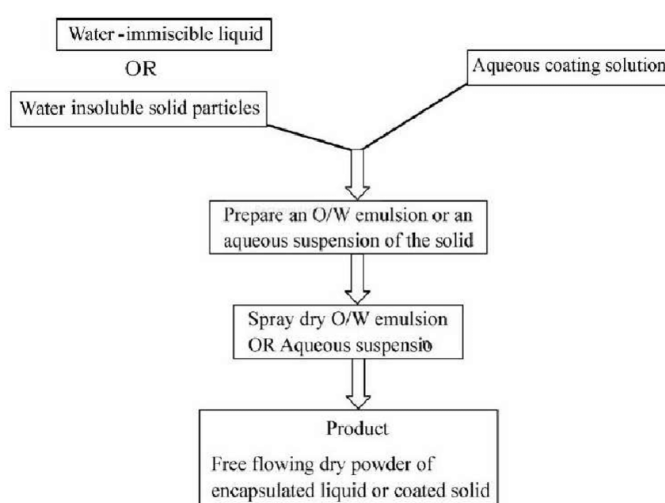 Water-immiscible liquid
OR
Water insoluble solid particles
Aqueous coating solution
Prepare an O/W emulsion or an
aqueous suspension of the solid
Spray dry O/W emulsion
OR Aqueous suspensio
Product
Free flowing dry powder of
encapsulated liquid or coated solid